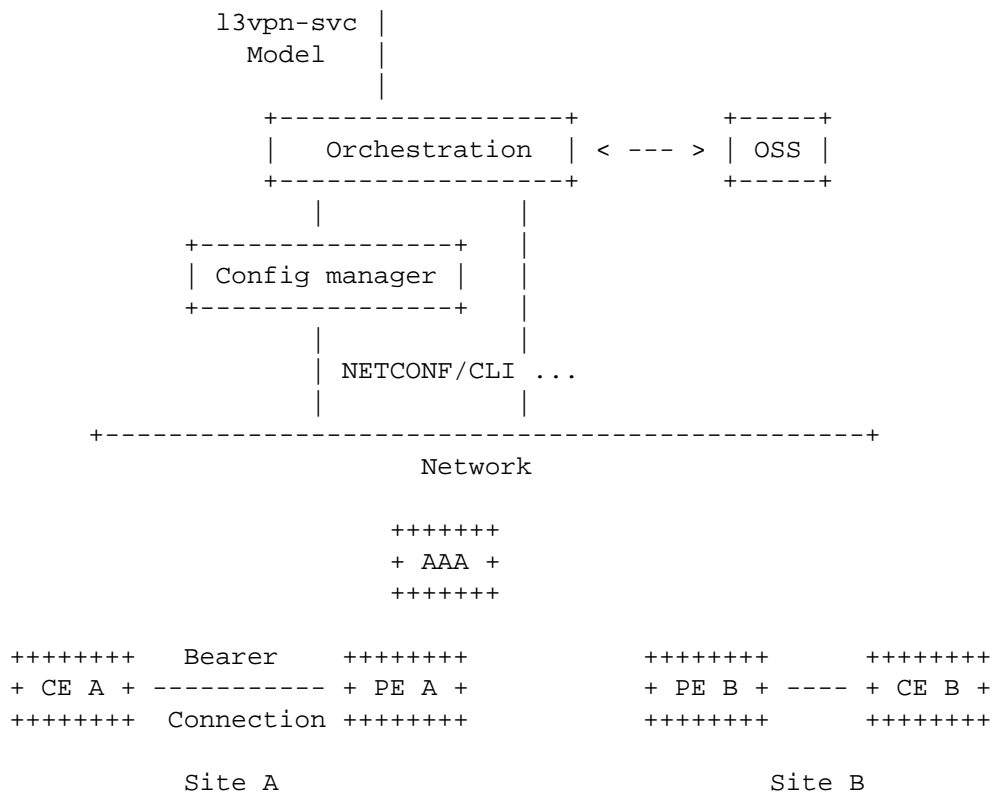 l3vpn-svc |
Model |
|
+------------------+ +-----+
| Orchestration | < --- > | OSS |
+------------------+ +-----+
| |
+----------------+ |
| Config manager | |
+----------------+ |
| |
| NETCONF/CLI ...
| |
+------------------------------------------------+
Network
+++++++
+ AAA +
+++++++
++++++++ Bearer ++++++++ ++++++++ ++++++++
+ CE A + ----------- + PE A + + PE B + ---- + CE B +
++++++++ Connection ++++++++ ++++++++ ++++++++
Site A Site B